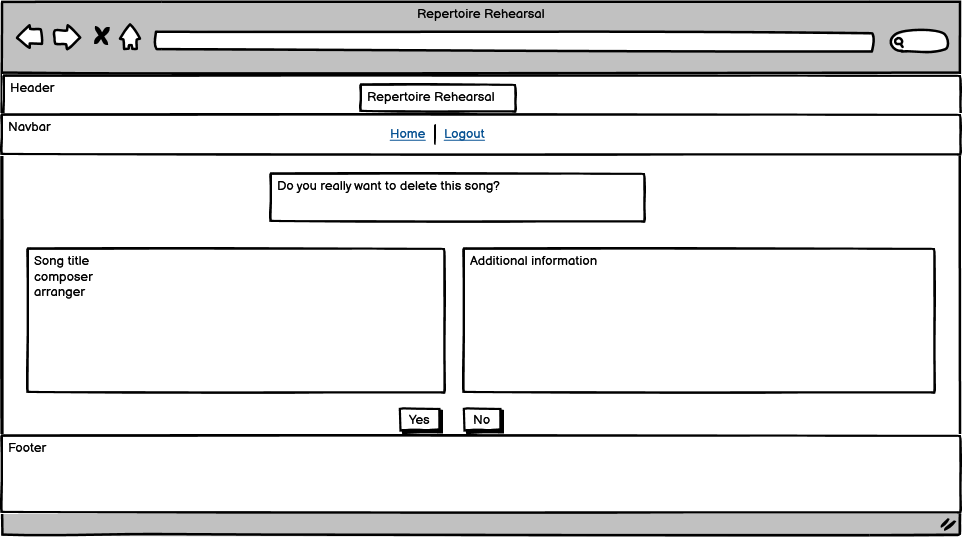 Repertoire Rehearsal
Header
Repertoire Rehearsal
Navbar
Home
Logout
Do you really want to delete this song?
Song title
composer
arranger
Additional information
Yes
No
Footer